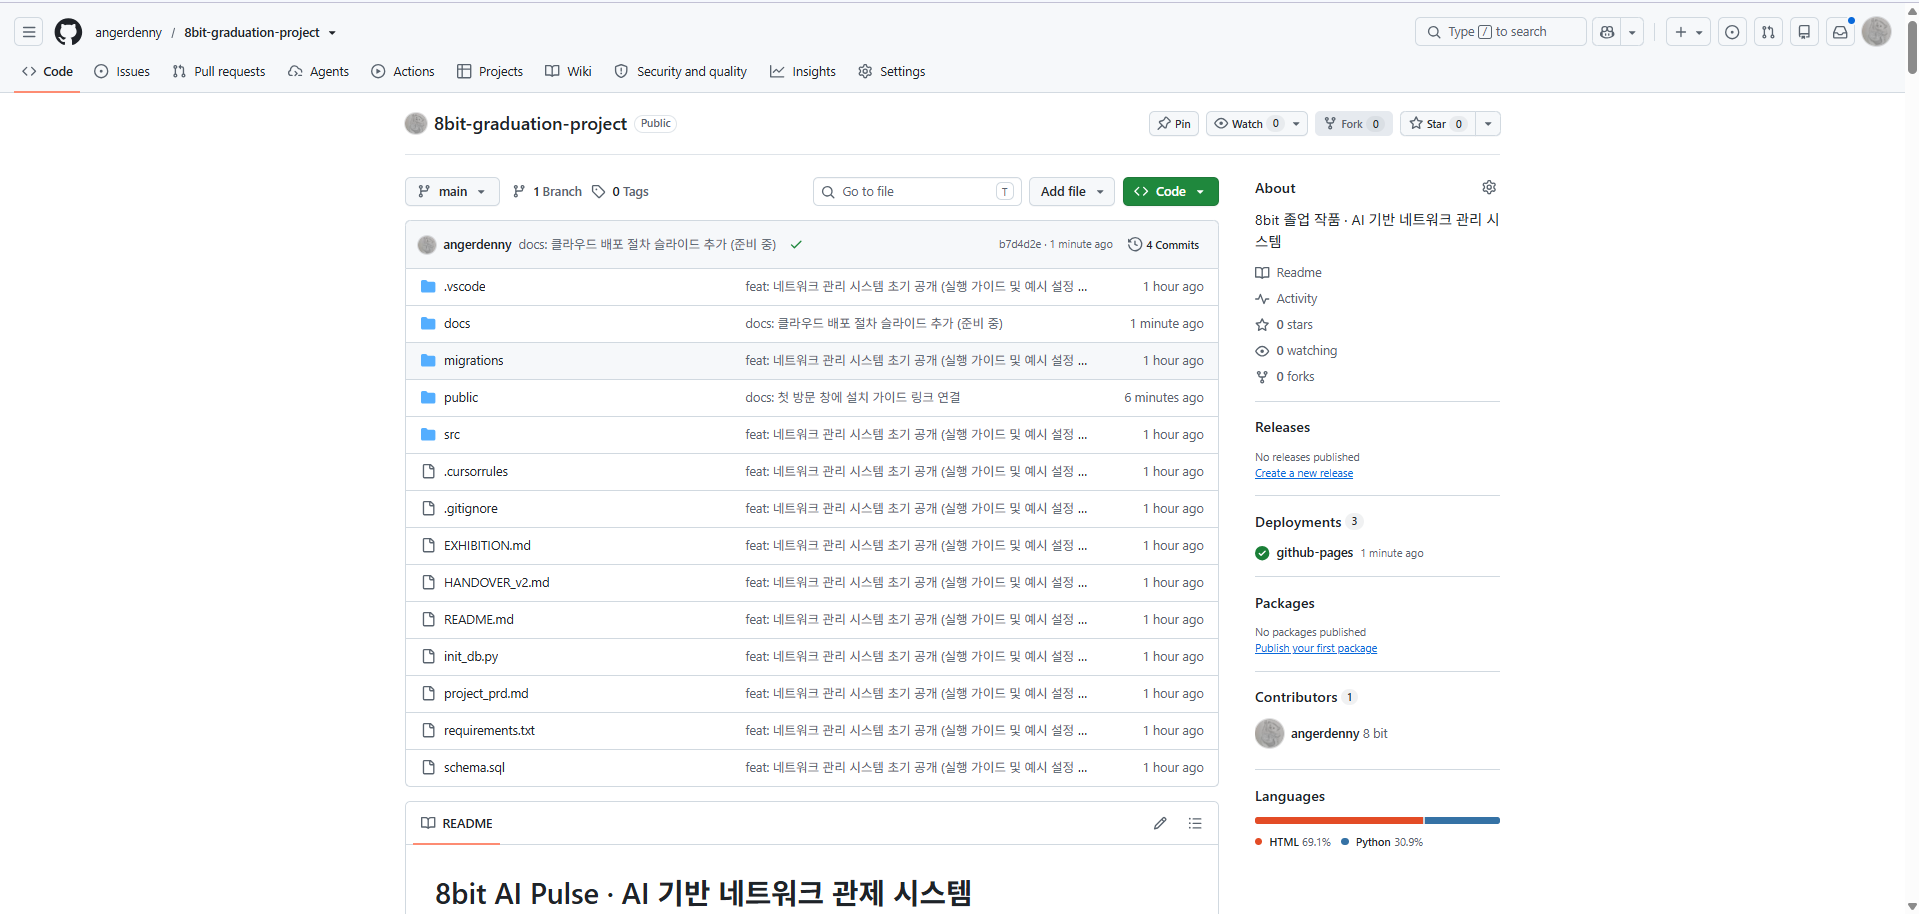 angerdenny / 8bit-graduation-project
Type / to search
Code Issues Pull requests Agents Actions Projects Wiki Security and quality Insights Settings
8bit-graduation-project Public
Pin Watch 0 Fork 0 Star 0
main 1 Branch 0 Tags Go to file T Add file Code
angerdenny docs: 클라우드 배포 절차 슬라이드 추가 (준비 중) b7d4d2e · 1 minute ago 4 Commits
.vscode feat: 네트워크 관리 시스템 초기 공개 (실행 가이드 및 예시 설정 ... 1 hour ago
docs docs: 클라우드 배포 절차 슬라이드 추가 (준비 중) 1 minute ago
migrations feat: 네트워크 관리 시스템 초기 공개 (실행 가이드 및 예시 설정 ... 1 hour ago
public docs: 첫 방문 창에 설치 가이드 링크 연결 6 minutes ago
src feat: 네트워크 관리 시스템 초기 공개 (실행 가이드 및 예시 설정 ... 1 hour ago
.cursorrules feat: 네트워크 관리 시스템 초기 공개 (실행 가이드 및 예시 설정 ... 1 hour ago
.gitignore feat: 네트워크 관리 시스템 초기 공개 (실행 가이드 및 예시 설정 ... 1 hour ago
EXHIBITION.md feat: 네트워크 관리 시스템 초기 공개 (실행 가이드 및 예시 설정 ... 1 hour ago
HANDOVER_v2.md feat: 네트워크 관리 시스템 초기 공개 (실행 가이드 및 예시 설정 ... 1 hour ago
README.md feat: 네트워크 관리 시스템 초기 공개 (실행 가이드 및 예시 설정 ... 1 hour ago
init_db.py feat: 네트워크 관리 시스템 초기 공개 (실행 가이드 및 예시 설정 ... 1 hour ago
project_prd.md feat: 네트워크 관리 시스템 초기 공개 (실행 가이드 및 예시 설정 ... 1 hour ago
requirements.txt feat: 네트워크 관리 시스템 초기 공개 (실행 가이드 및 예시 설정 ... 1 hour ago
schema.sql feat: 네트워크 관리 시스템 초기 공개 (실행 가이드 및 예시 설정 ... 1 hour ago
README
8bit AI Pulse · AI 기반 네트워크 관제 시스템
About
8bit 졸업 작품 · AI 기반 네트워크 관리 시
스템
Readme
Activity
0 stars
0 watching
0 forks
Releases
No releases published
Create a new release
Deployments 3
github-pages 1 minute ago
Packages
No packages published
Publish your first package
Contributors 1
angerdenny 8 bit
Languages
HTML 69.1% Python 30.9%